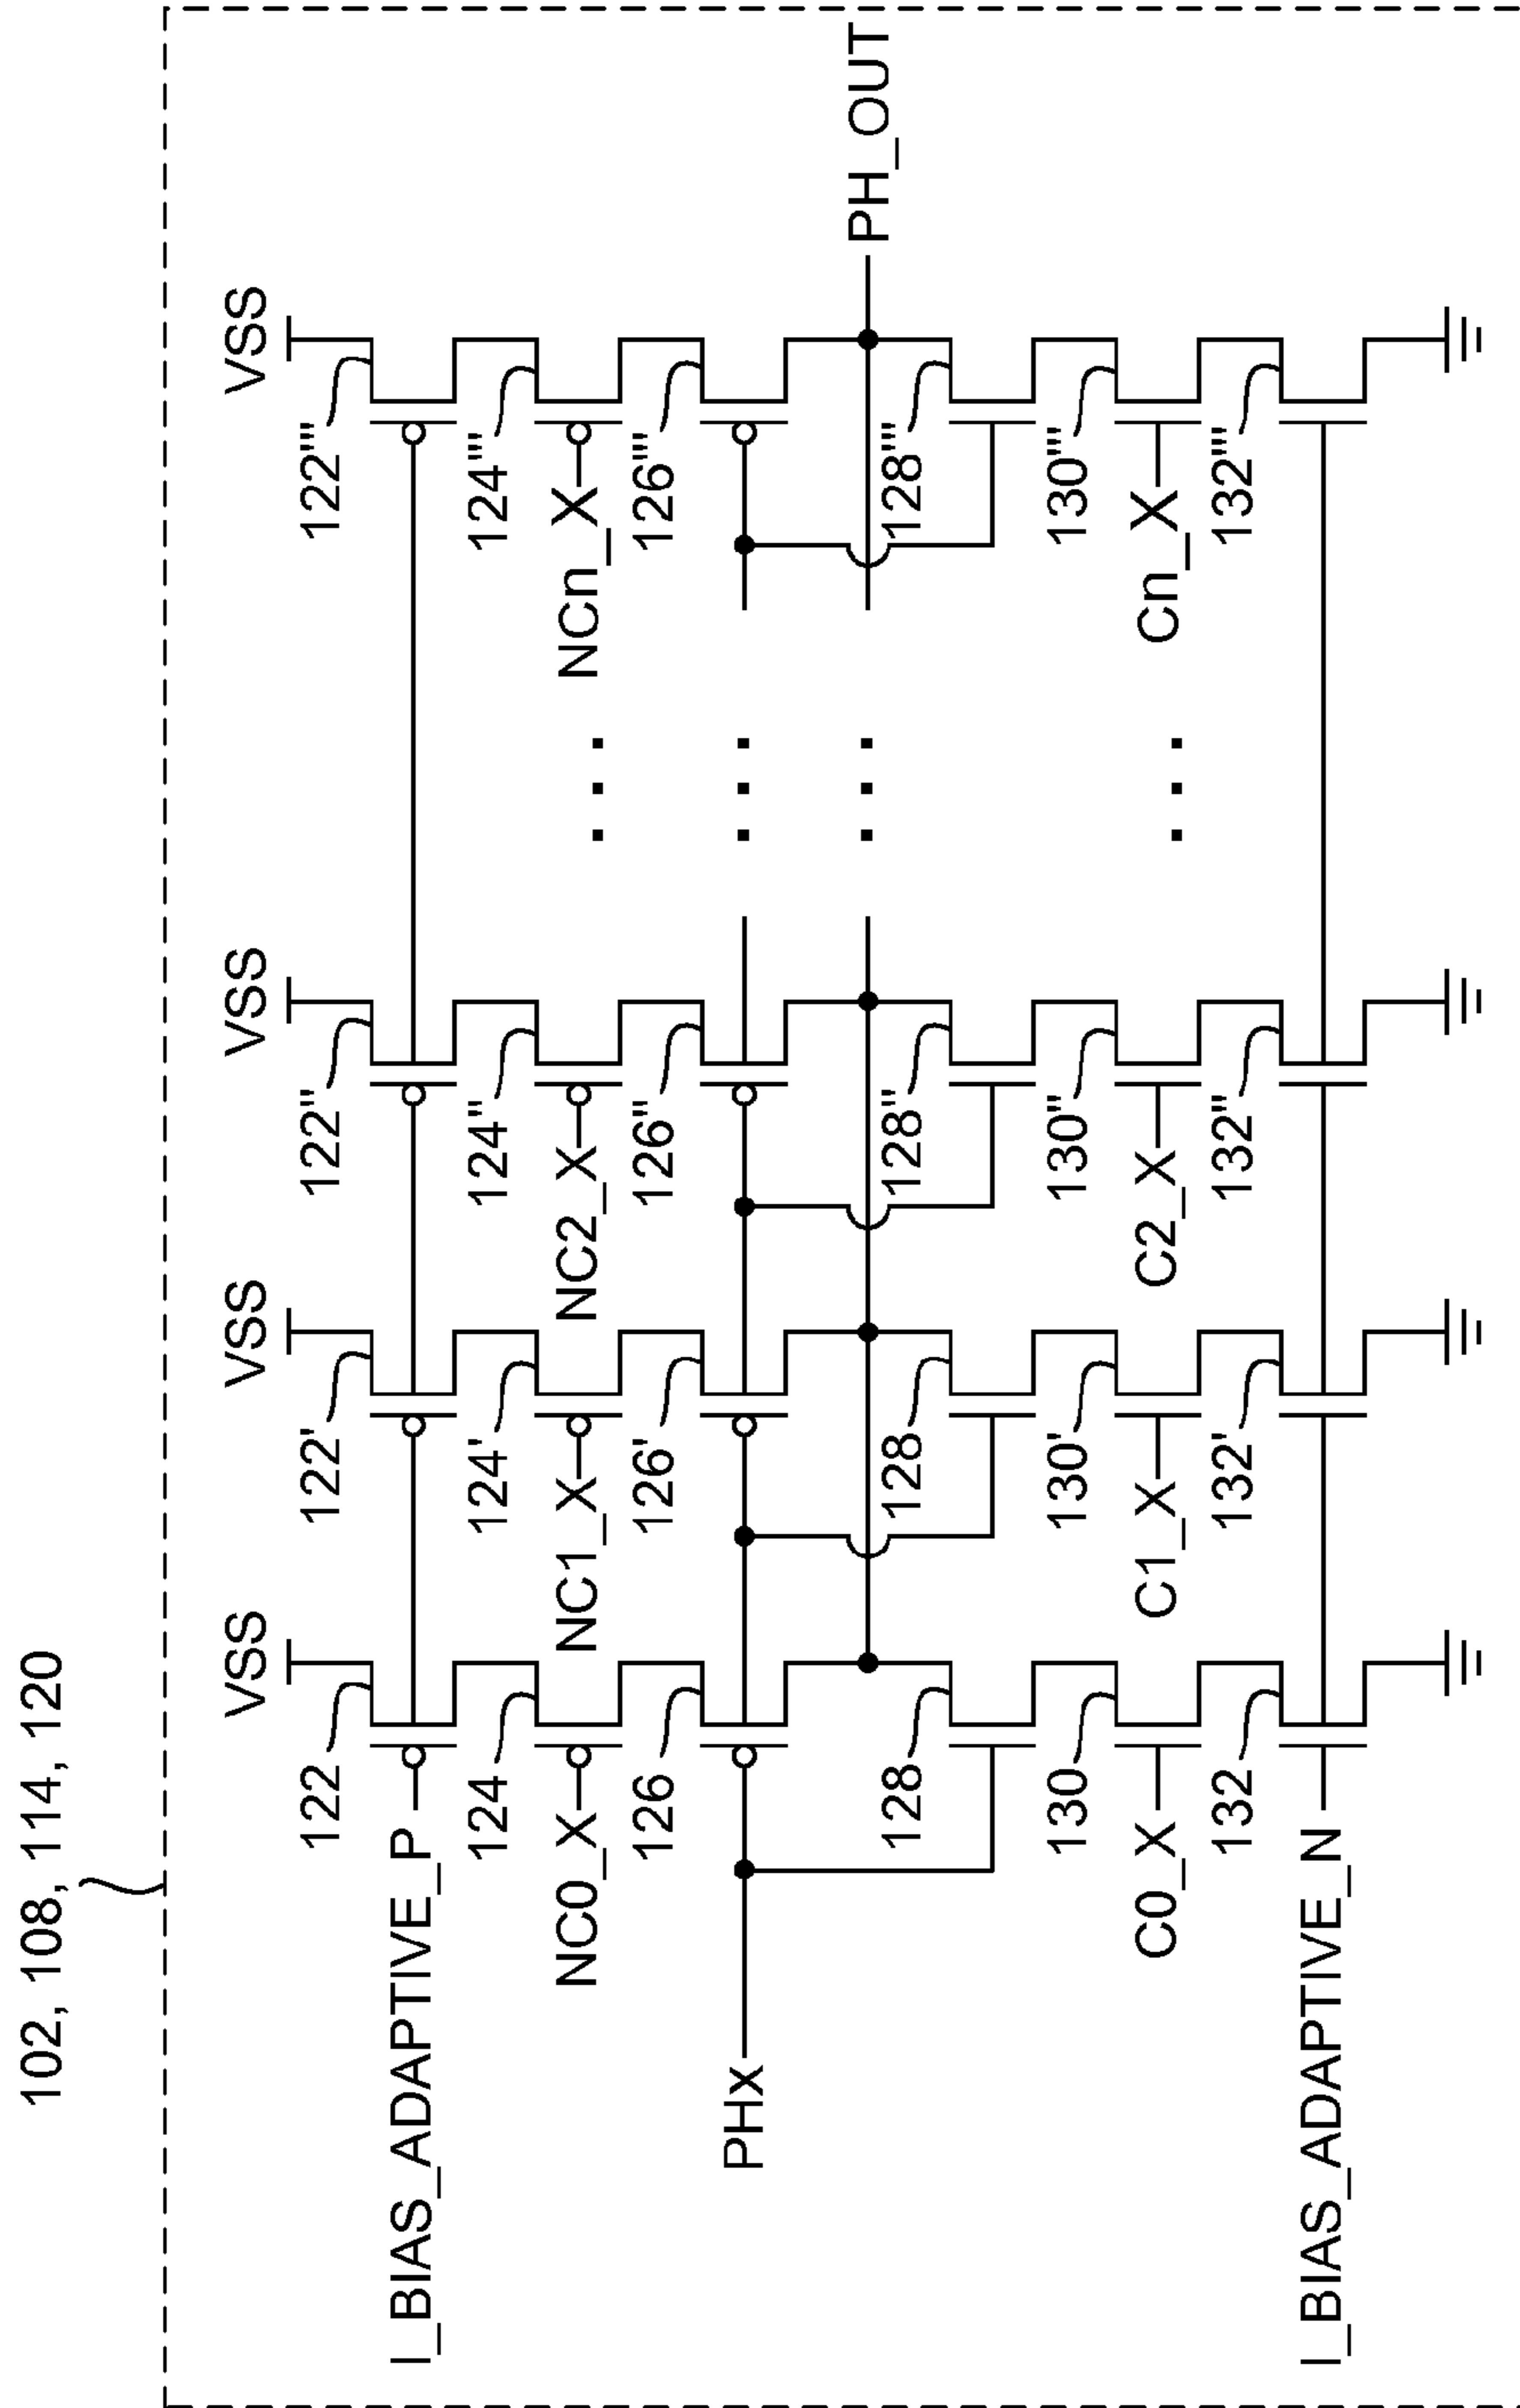 102, 108, 114, 120
VSS VSS VSS VSS
122 122' 122" 122'"
I_BIAS_ADAPTIVE_P
124 124' 124" 124'"
NC0_X NC1_X NC2_X NCn_X
126 126' 126" 126'"
PHx
PH_OUT
128 128 128" 128'"
130 130' 130" 130'"
C0_X C1_X C2_X Cn_X
132 132' 132" 132'"
I_BIAS_ADAPTIVE_N